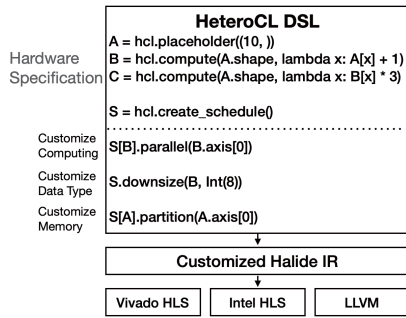 HeteroCL DSL
Hardware
Specification
A = hcl.placeholder((10, ))
B = hcl.compute(A.shape, lambda x: A[x] + 1)
C = hcl.compute(A.shape, lambda x: B[x] * 3)
S = hcl.create_schedule()
Customize
Computing
S[B].parallel(B.axis[0])
Customize
Data Type
S.downsize(B, Int(8))
Customize
Memory
S[A].partition(A.axis[0])
Customized Halide IR
Vivado HLS
Intel HLS
LLVM